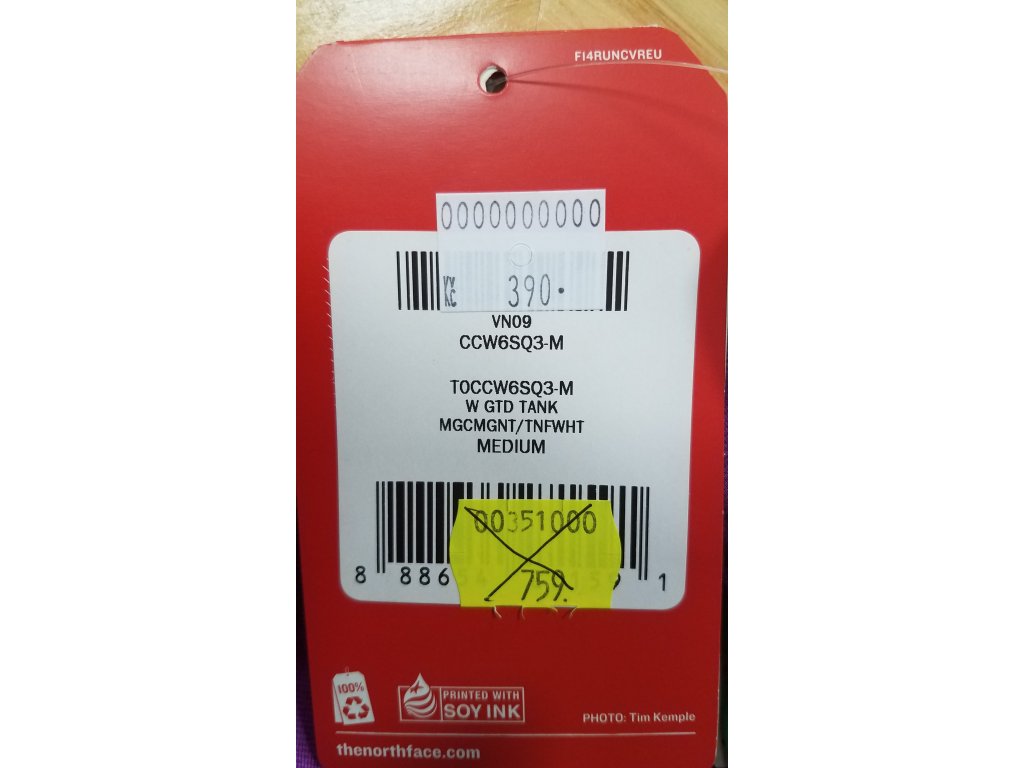 FI4RUNCVREU
0000000000
390.
VN09
CCW6SQ3-M
T0CCW6SQ3-M
W GTD TANK
MGCMGNT/TNFWHT
MEDIUM
00351000
759.
8 886 1
100%
PRINTED WITH
SOY INK
PHOTO: Tim Kemple
thenorthface.com